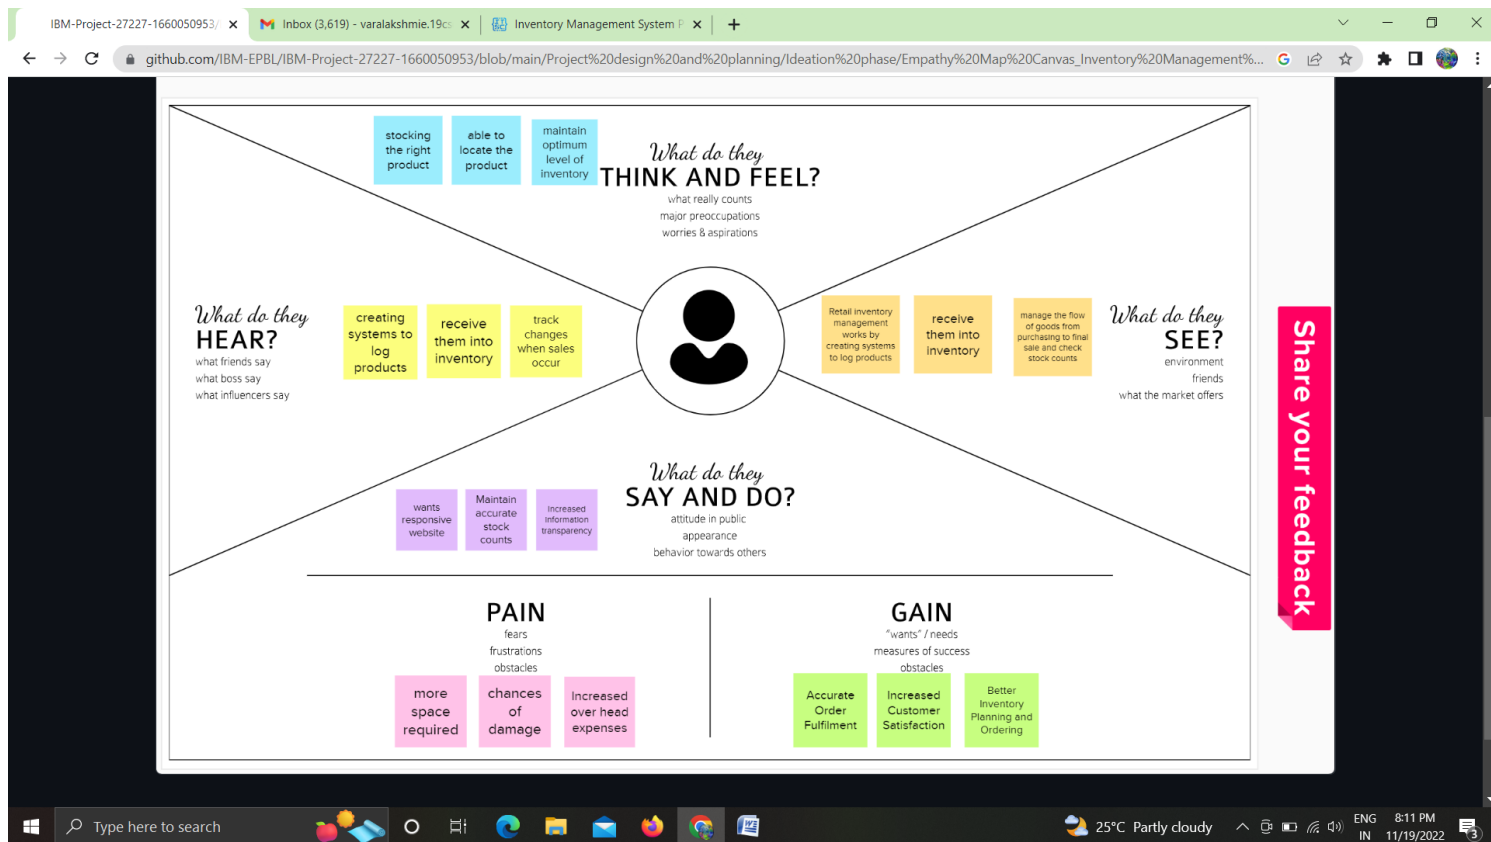 IBM-Project-27227-1660050953/
Inbox (3,619) - varalakshmie.19cs
Inventory Management System P
github.com/IBM-EPBL/IBM-Project-27227-1660050953/blob/main/Project%20design%20and%20planning/Ideation%20phase/Empathy%20Map%20Canvas_Inventory%20Management%...
stocking
the right
product
able to
locate the
product
maintain
optimum
level of
inventory
What do they
THINK AND FEEL?
what really counts
major preoccupations
worries & aspirations
What do they
HEAR?
what friends say
what boss say
what influencers say
creating
systems to
log
products
receive
them into
inventory
track
changes
when sales
occur
Retail inventory
management
works by
creating systems
to log products
receive
them into
inventory
manage the flow
of goods from
purchasing to final
sale and check
stock counts
What do they
SEE?
environment
friends
what the market offers
Share your feedback
What do they
SAY AND DO?
attitude in public
appearance
behavior towards others
wants
responsive
website
Maintain
accurate
stock
counts
Increased
information
transparency
PAIN
fears
frustrations
obstacles
more
space
required
chances
of
damage
Increased
over head
expenses
GAIN
"wants" / needs
measures of success
obstacles
Accurate
Order
Fulfilment
Increased
Customer
Satisfaction
Better
Inventory
Planning and
Ordering
Type here to search
25°C Partly cloudy
ENG
IN
8:11 PM
11/19/2022
3